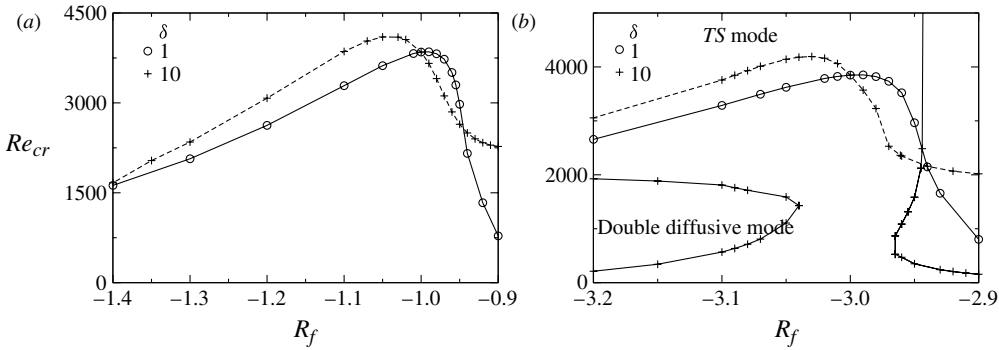 (a)
δ
1
10
4500
3000
1500
0
Re_cr
−1.4 −1.3 −1.2 −1.1 −1.0 −0.9
R_f
(b)
δ
1
10
TS mode
4000
2000
0
Double diffusive mode
−3.2 −3.1 −3.0 −2.9
R_f